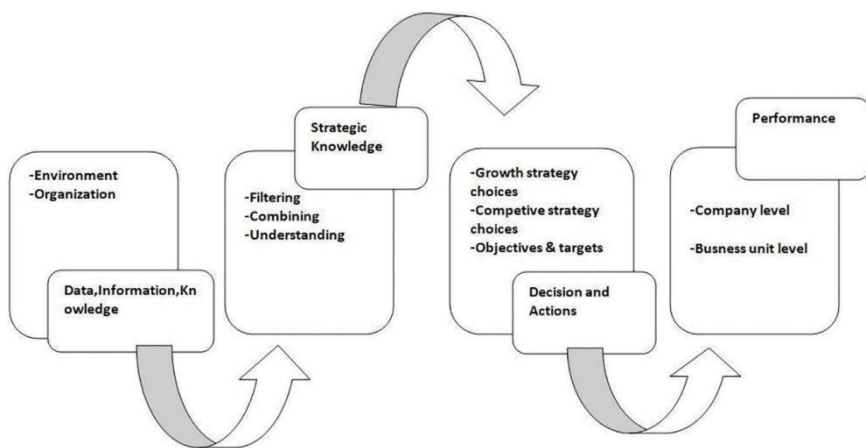 -Environment
-Organization
Data,Information,Kn
owledge
Strategic
Knowledge
-Filtering
-Combining
-Understanding
-Growth strategy
choices
-Competive strategy
choices
-Objectives & targets
Decision and
Actions
Performance
-Company level
-Busness unit level